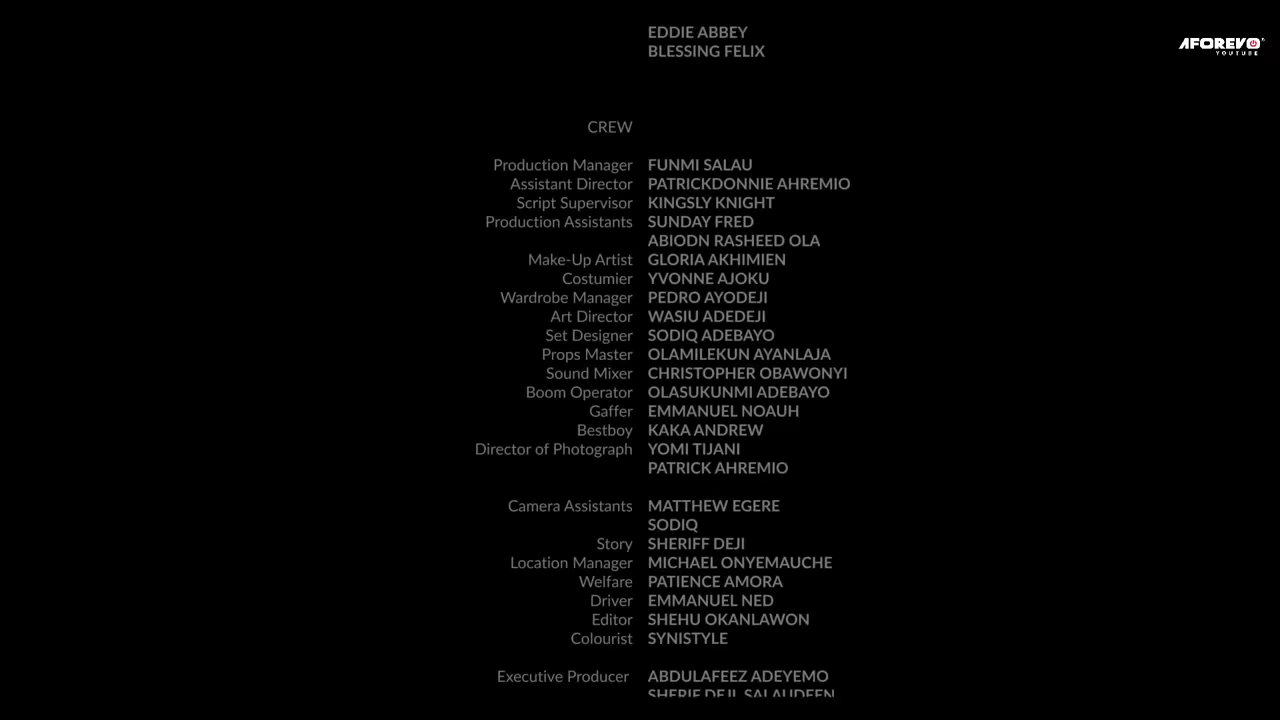 EDDIE ABBEY
BLESSING FELIX
AFOREVO
YOUTUBE
CREW
Production Manager FUNMI SALAU
Assistant Director PATRICKDONNIE AHREMIO
Script Supervisor KINGSLY KNIGHT
Production Assistants SUNDAY FRED
ABIODN RASHEED OLA
Make-Up Artist GLORIA AKHIMIEN
Costumier YVONNE AJOKU
Wardrobe Manager PEDRO AYODEJI
Art Director WASIU ADEDEJI
Set Designer SODIQ ADEBAYO
Props Master OLAMILEKUN AYANLAJA
Sound Mixer CHRISTOPHER OBAWONYI
Boom Operator OLASUKUNMI ADEBAYO
Gaffer EMMANUEL NOAUH
Bestboy KAKA ANDREW
Director of Photograph YOMI TIJANI
PATRICK AHREMIO
Camera Assistants MATTHEW EGERE
SODIQ
Story SHERIFF DEJI
Location Manager MICHAEL ONYEMAUCHE
Welfare PATIENCE AMORA
Driver EMMANUEL NED
Editor SHEHU OKANLAWON
Colourist SYNISTYLE
Executive Producer ABDULAFEEZ ADEYEMO
SHERIF DEJI SALAUDEEN